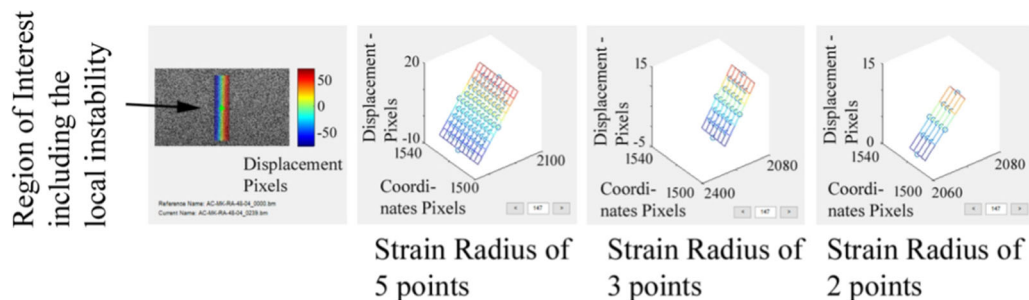 Region of Interest
including the
local instability
50
0
-50
Displacement
Pixels
Reference Name: AC-MK-RA-48-04_0000.bm
Current Name: AC-MK-RA-48-04_0239.bm
Displacement -
Pixels
20
-10
1540
1500
2100
Coordi-
nates Pixels
<
147
>
Strain Radius of
5 points
Displacement -
Pixels
15
-5
1540
1500
2400
2080
Coordi-
nates Pixels
<
147
>
Strain Radius of
3 points
Displacement -
Pixels
15
0
1540
1500
2060
2080
Coordi-
nates Pixels
<
147
>
Strain Radius of
2 points